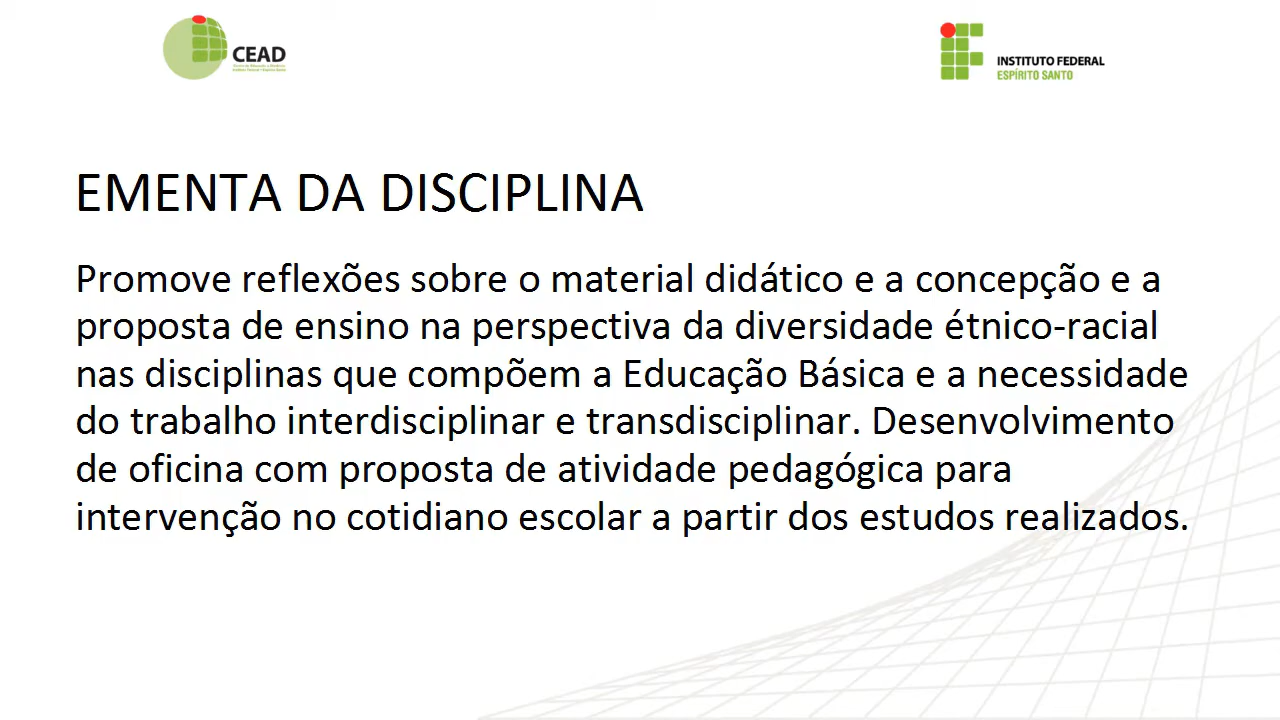 CEAD
INSTITUTO FEDERAL
ESPÍRITO SANTO
EMENTA DA DISCIPLINA
Promove reflexões sobre o material didático e a concepção e a
proposta de ensino na perspectiva da diversidade étnico-racial
nas disciplinas que compõem a Educação Básica e a necessidade
do trabalho interdisciplinar e transdisciplinar. Desenvolvimento
de oficina com proposta de atividade pedagógica para
intervenção no cotidiano escolar a partir dos estudos realizados.